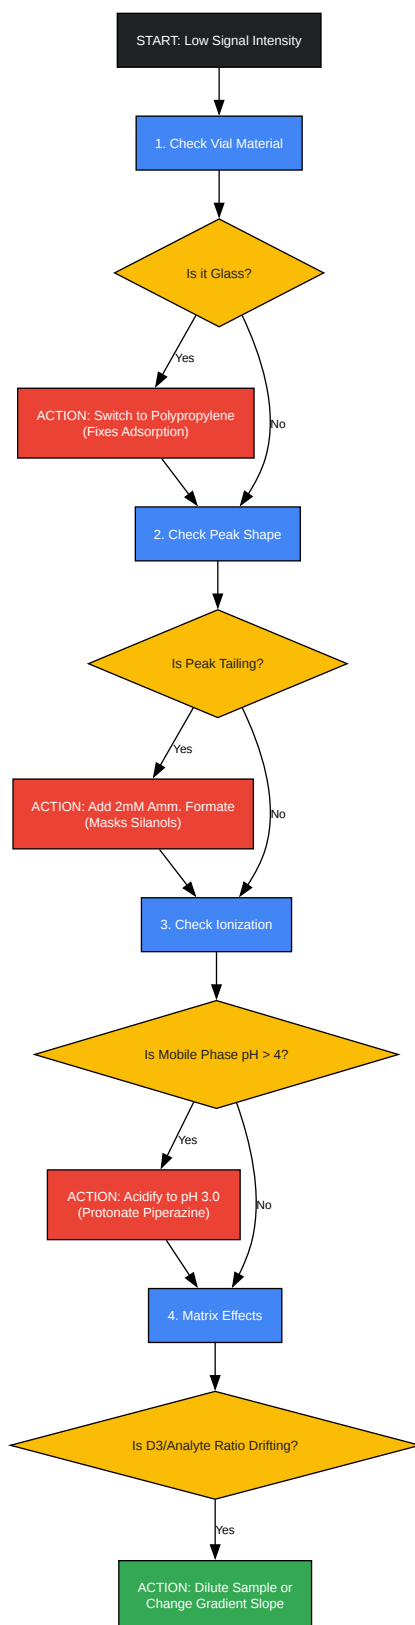 START: Low Signal Intensity
1. Check Vial Material
Is it Glass?
Yes
ACTION: Switch to Polypropylene
(Fixes Adsorption)
No
2. Check Peak Shape
Is Peak Tailing?
Yes
ACTION: Add 2mM Amm. Formate
(Masks Silanols)
No
3. Check Ionization
Is Mobile Phase pH > 4?
Yes
ACTION: Acidify to pH 3.0
(Protonate Piperazine)
No
4. Matrix Effects
Is D3/Analyte Ratio Drifting?
Yes
ACTION: Dilute Sample or
Change Gradient Slope